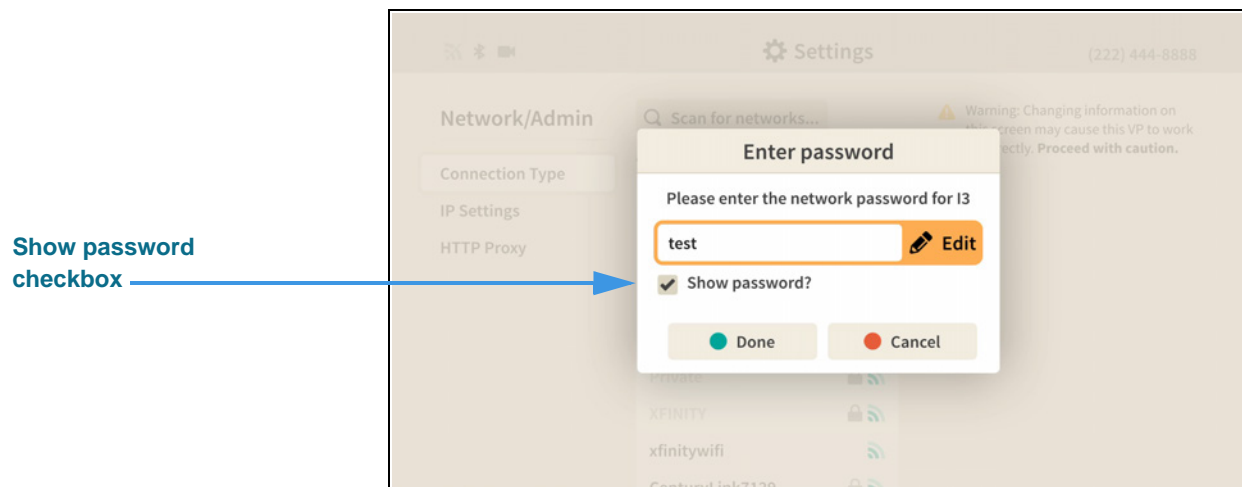 Settings
(222) 444-8888
Network/Admin
Scan for networks...
Warning: Changing information on
this screen may cause this VP to work
rectly. Proceed with caution.
Enter password
Connection Type
Please enter the network password for I3
IP Settings
test
Edit
HTTP Proxy
Show password
checkbox
Show password?
Done
Cancel
Private
XFINITY
xfinitywifi
CenturyLink7129